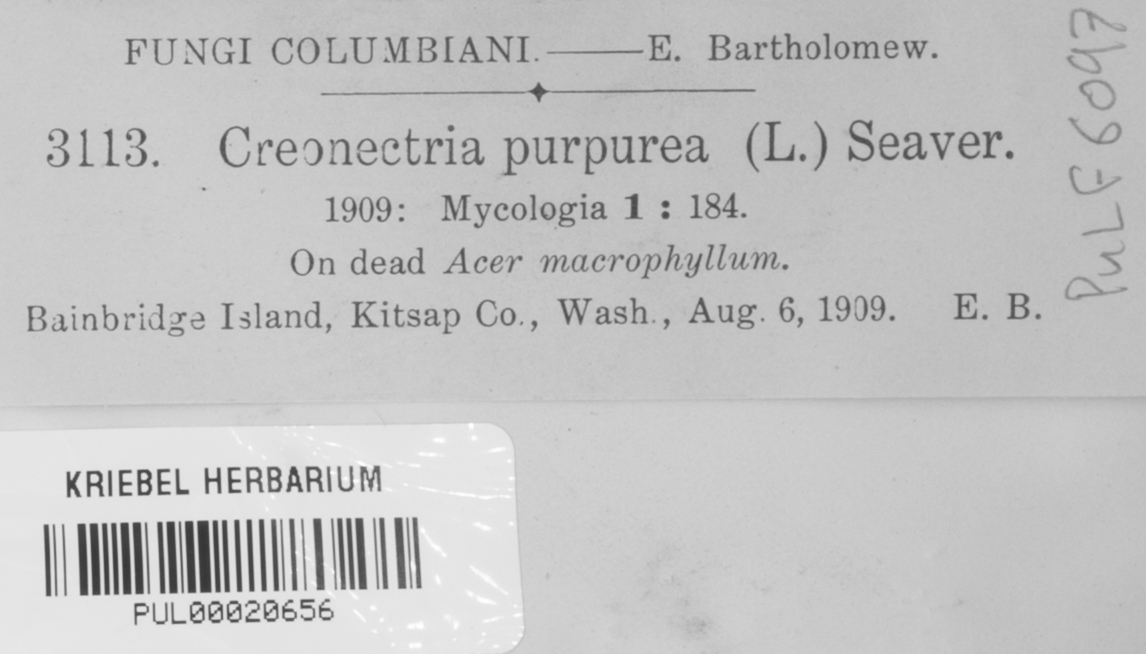 FUNGI COLUMBIANI.——E. Bartholomew.
3113. Creonectria purpurea (L.) Seaver.
1909: Mycologia 1 : 184.
On dead Acer macrophyllum.
Bainbridge Island, Kitsap Co., Wash., Aug. 6, 1909. E. B.
PuL F 6097
KRIEBEL HERBARIUM
PUL00020656